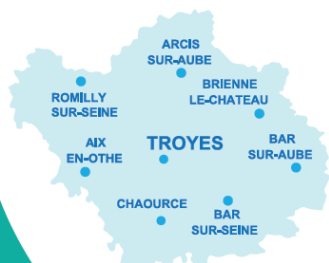 ARCIS
SUR-AUBE
BRIENNE
LE-CHATEAU
ROMILLY
SUR-SEINE
AIX
EN-OTHE
TROYES
BAR
SUR-AUBE
CHAOURCE
BAR
SUR-SEINE